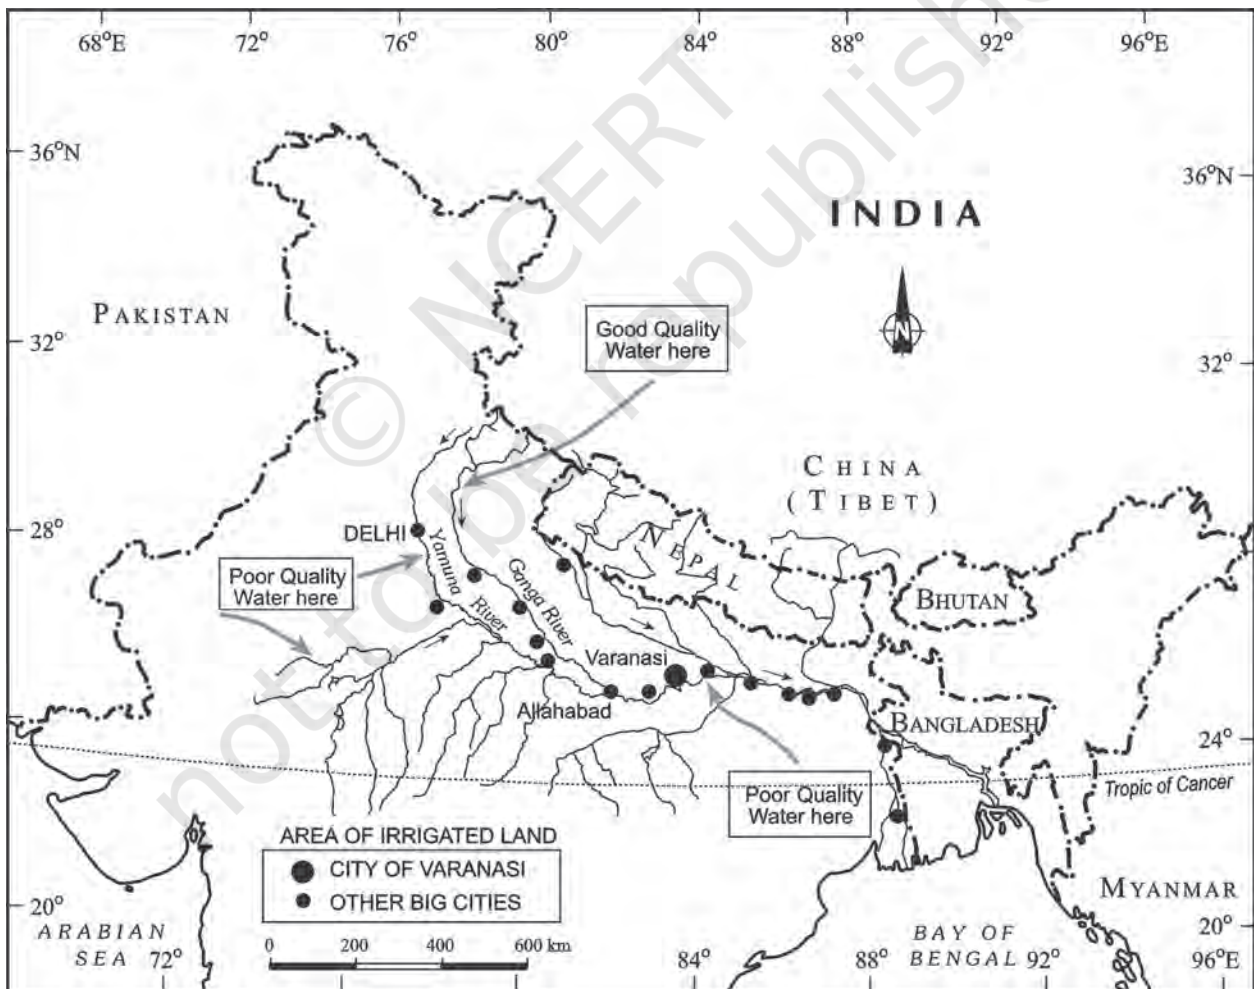 68°E 72° 76° 80° 84° 88° 92° 96°E
36°N
36°N
INDIA
N
PAKISTAN
Good Quality
Water here
32°
32°
CHINA
(TIBET)
28°
28°
DELHI
Yamuna
River
Ganga River
NEPAL
BHUTAN
Poor Quality
Water here
Varanasi
Allahabad
BANGLADESH
24°
Tropic of Cancer
Poor Quality
Water here
AREA OF IRRIGATED LAND
CITY OF VARANASI
OTHER BIG CITIES
MYANMAR
20°
20°
ARABIAN
SEA
BAY OF
BENGAL
0 200 400 600 km
72° 84° 88° 92° 96°E
© NCERT
not to be republished